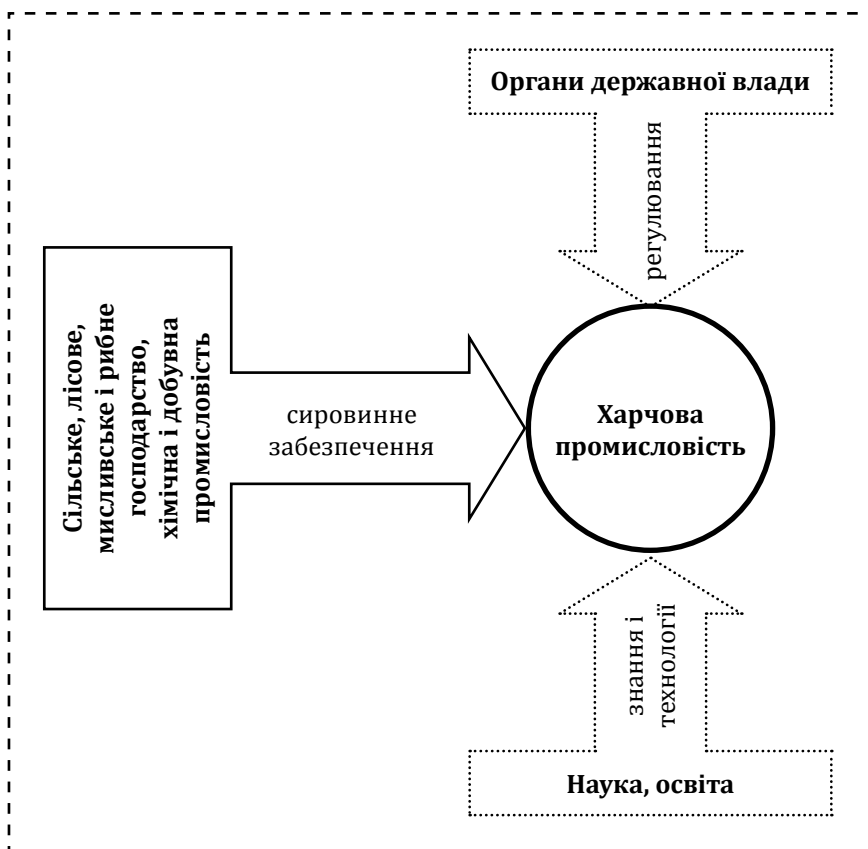 Органи державної влади
регулювання
Сільське, лісове,
мисливське і рибне
господарство,
хімічна і добувна
промисловість
сировинне
забезпечення
Харчова
промисловість
знання і
технології
Наука, освіта